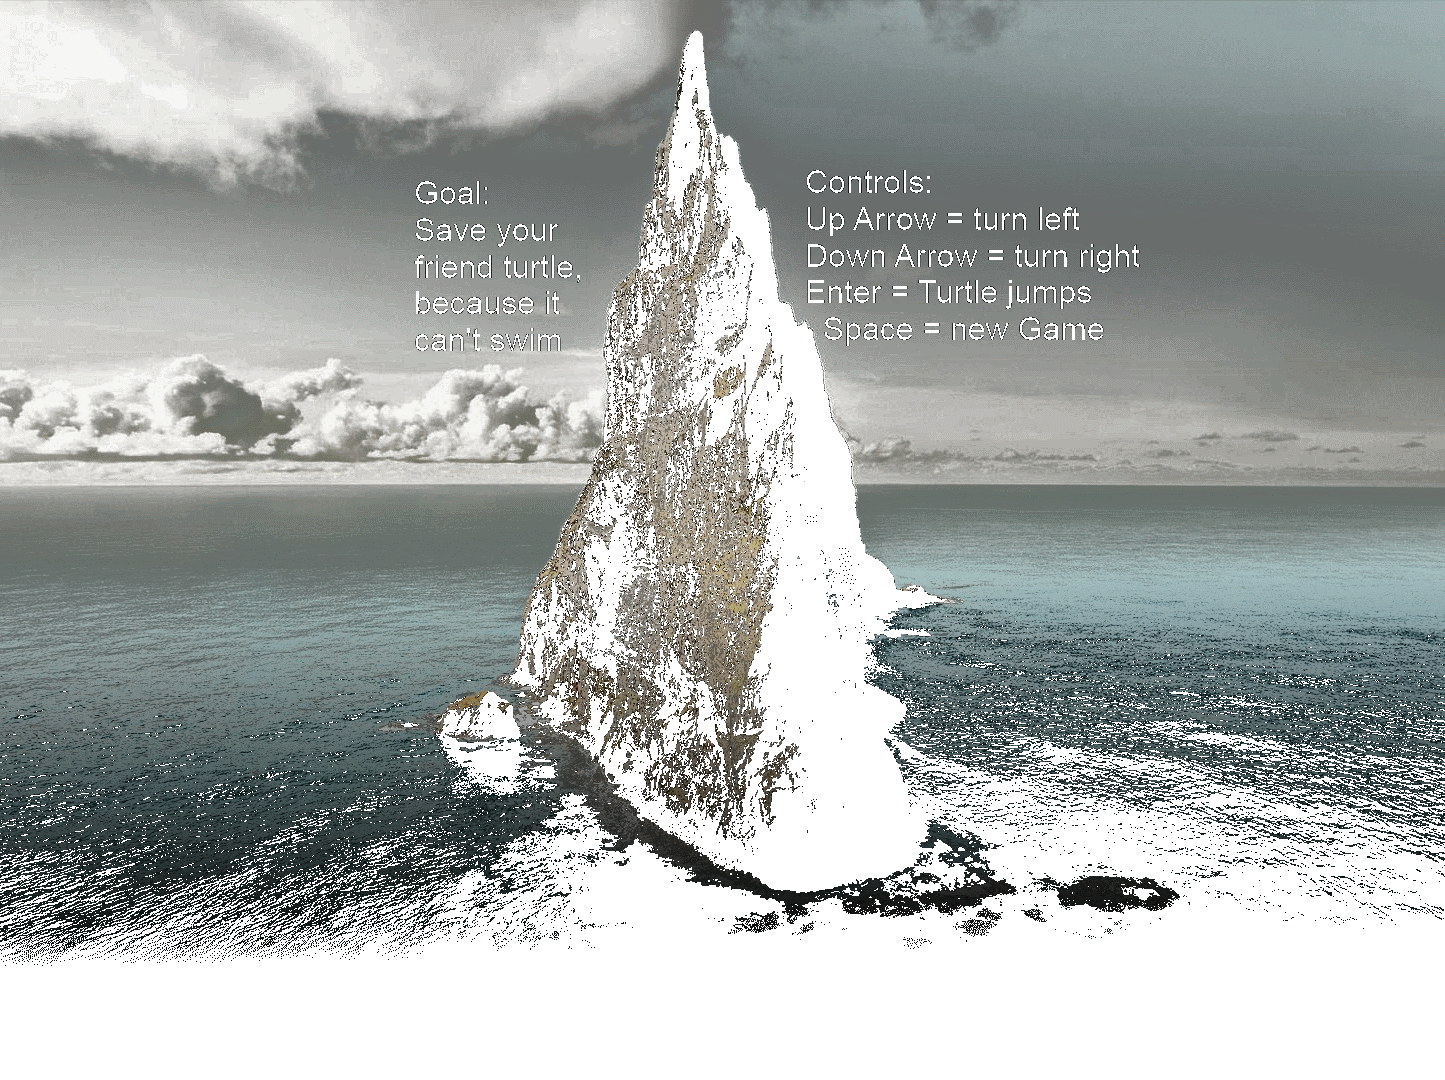 Goal:
Save your
friend turtle,
because it
can't swim
Controls:
Up Arrow = turn left
Down Arrow = turn right
Enter = Turtle jumps
Space = new Game